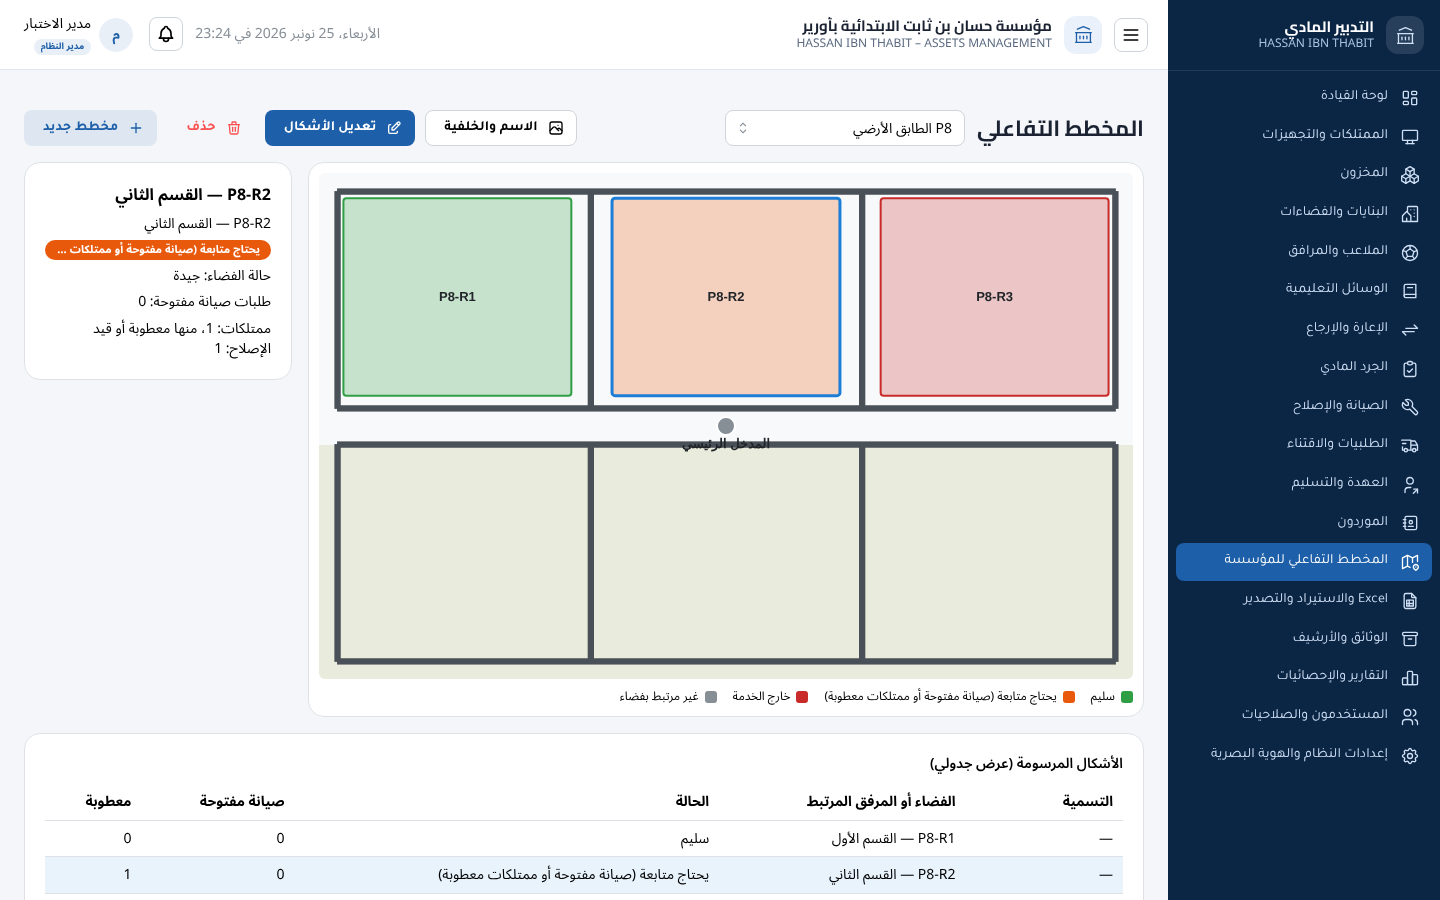 التدبير المادي
HASSAN IBN THABIT
لوحة القيادة
الممتلكات والتجهيزات
المخزون
البنايات والفضاءات
الملاعب والمرافق
الوسائل التعليمية
الإعارة والإرجاع
الجرد المادي
الصيانة والإصلاح
الطلبيات والاقتناء
العهدة والتسليم
الموردون
المخطط التفاعلي للمؤسسة
Excel والاستيراد والتصدير
الوثائق والأرشيف
التقارير والإحصائيات
المستخدمون والصلاحيات
إعدادات النظام والهوية البصرية
مؤسسة حسان بن ثابت الابتدائية بأورير
HASSAN IBN THABIT – ASSETS MANAGEMENT
الأربعاء، 25 نونبر 2026 في 23:24
م
مدير الاختبار
مدير النظام
المخطط التفاعلي
P8 الطابق الأرضي
الاسم والخلفية
تعديل الأشكال
حذف
مخطط جديد
P8-R3
P8-R2
P8-R1
المدخل الرئيسي
سليم
يحتاج متابعة (صيانة مفتوحة أو ممتلكات معطوبة)
خارج الخدمة
غير مرتبط بفضاء
P8-R2 — القسم الثاني
P8-R2 — القسم الثاني
يحتاج متابعة (صيانة مفتوحة أو ممتلكات ...
حالة الفضاء: جيدة
طلبات صيانة مفتوحة: 0
ممتلكات: 1، منها معطوبة أو قيد
الإصلاح: 1
الأشكال المرسومة (عرض جدولي)
التسمية الفضاء أو المرفق المرتبط الحالة صيانة مفتوحة معطوبة
— P8-R1 — القسم الأول سليم 0 0
— P8-R2 — القسم الثاني يحتاج متابعة (صيانة مفتوحة أو ممتلكات معطوبة) 0 1